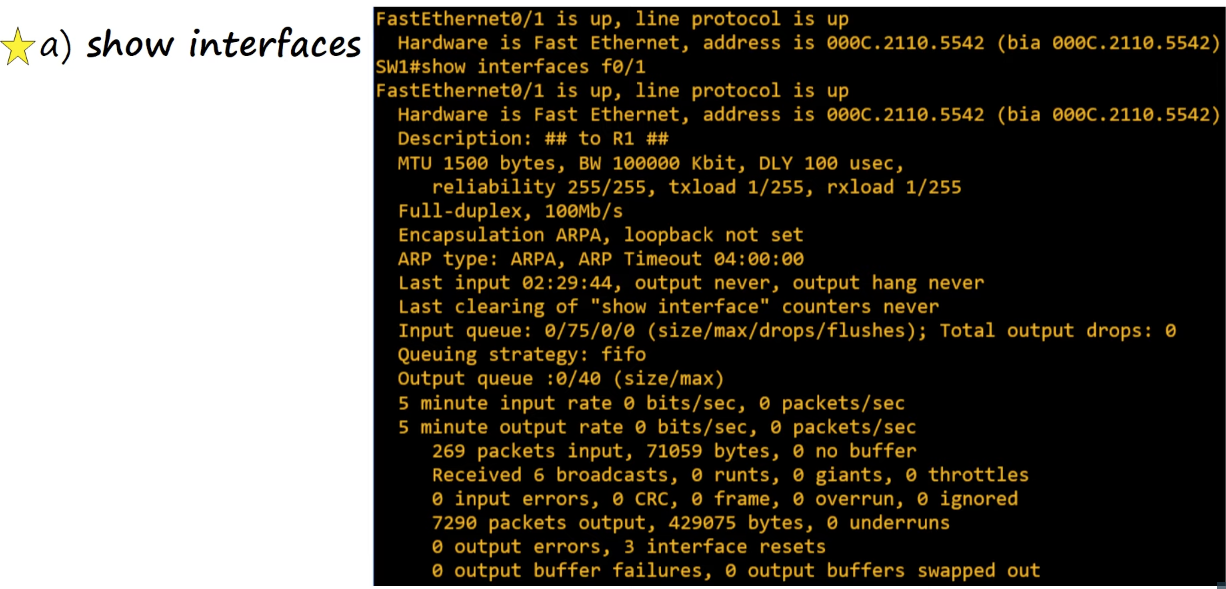 a) show interfaces
FastEthernet0/1 is up, line protocol is up
Hardware is Fast Ethernet, address is 000C.2110.5542 (bia 000C.2110.5542)
SW1#show interfaces f0/1
FastEthernet0/1 is up, line protocol is up
Hardware is Fast Ethernet, address is 000C.2110.5542 (bia 000C.2110.5542)
Description: ## to R1 ##
MTU 1500 bytes, BW 100000 Kbit, DLY 100 usec,
reliability 255/255, txload 1/255, rxload 1/255
Full-duplex, 100Mb/s
Encapsulation ARPA, loopback not set
ARP type: ARPA, ARP Timeout 04:00:00
Last input 02:29:44, output never, output hang never
Last clearing of "show interface" counters never
Input queue: 0/75/0/0 (size/max/drops/flushes); Total output drops: 0
Queuing strategy: fifo
Output queue :0/40 (size/max)
5 minute input rate 0 bits/sec, 0 packets/sec
5 minute output rate 0 bits/sec, 0 packets/sec
269 packets input, 71059 bytes, 0 no buffer
Received 6 broadcasts, 0 runts, 0 giants, 0 throttles
0 input errors, 0 CRC, 0 frame, 0 overrun, 0 ignored
7290 packets output, 429075 bytes, 0 underruns
0 output errors, 3 interface resets
0 output buffer failures, 0 output buffers swapped out